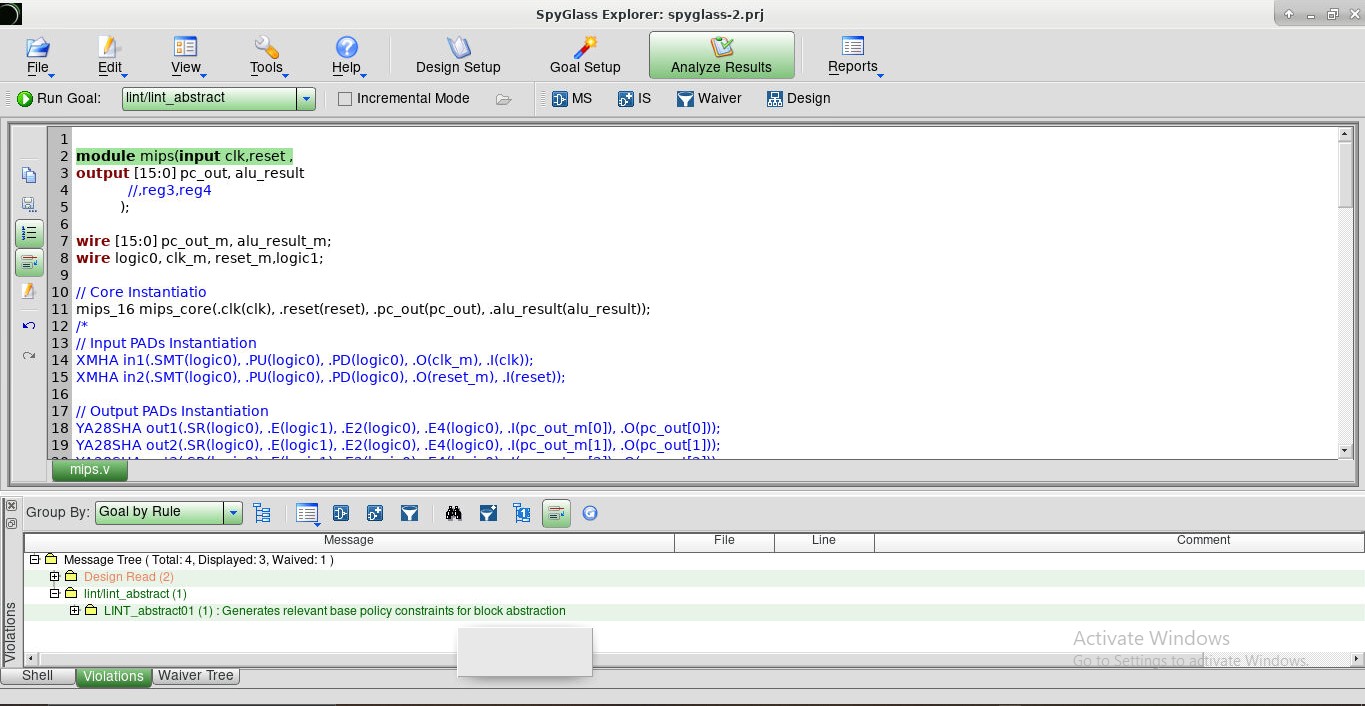 SpyGlass Explorer: spyglass-2.prj
File Edit View Tools Help Design Setup Goal Setup Analyze Results Reports
Run Goal: lint/lint_abstract Incremental Mode MS IS Waiver Design
1
2 module mips(input clk,reset ,
3 output [15:0] pc_out, alu_result
4 //,reg3,reg4
5 );
6
7 wire [15:0] pc_out_m, alu_result_m;
8 wire logic0, clk_m, reset_m,logic1;
9
10 // Core Instantiatio
11 mips_16 mips_core(.clk(clk), .reset(reset), .pc_out(pc_out), .alu_result(alu_result));
12 /*
13 // Input PADs Instantiation
14 XMHA in1(.SMT(logic0), .PU(logic0), .PD(logic0), .O(clk_m), .I(clk));
15 XMHA in2(.SMT(logic0), .PU(logic0), .PD(logic0), .O(reset_m), .I(reset));
16
17 // Output PADs Instantiation
18 YA28SHA out1(.SR(logic0), .E(logic1), .E2(logic0), .E4(logic0), .I(pc_out_m[0]), .O(pc_out[0]));
19 YA28SHA out2(.SR(logic0), .E(logic1), .E2(logic0), .E4(logic0), .I(pc_out_m[1]), .O(pc_out[1]));
mips.v
Group By: Goal by Rule
Message File Line Comment
Message Tree ( Total: 4, Displayed: 3, Waived: 1 )
Design Read (2)
lint/lint_abstract (1)
LINT_abstract01 (1) : Generates relevant base policy constraints for block abstraction
Violations
Activate Windows
Go to Settings to activate Windows.
Shell Violations Waiver Tree